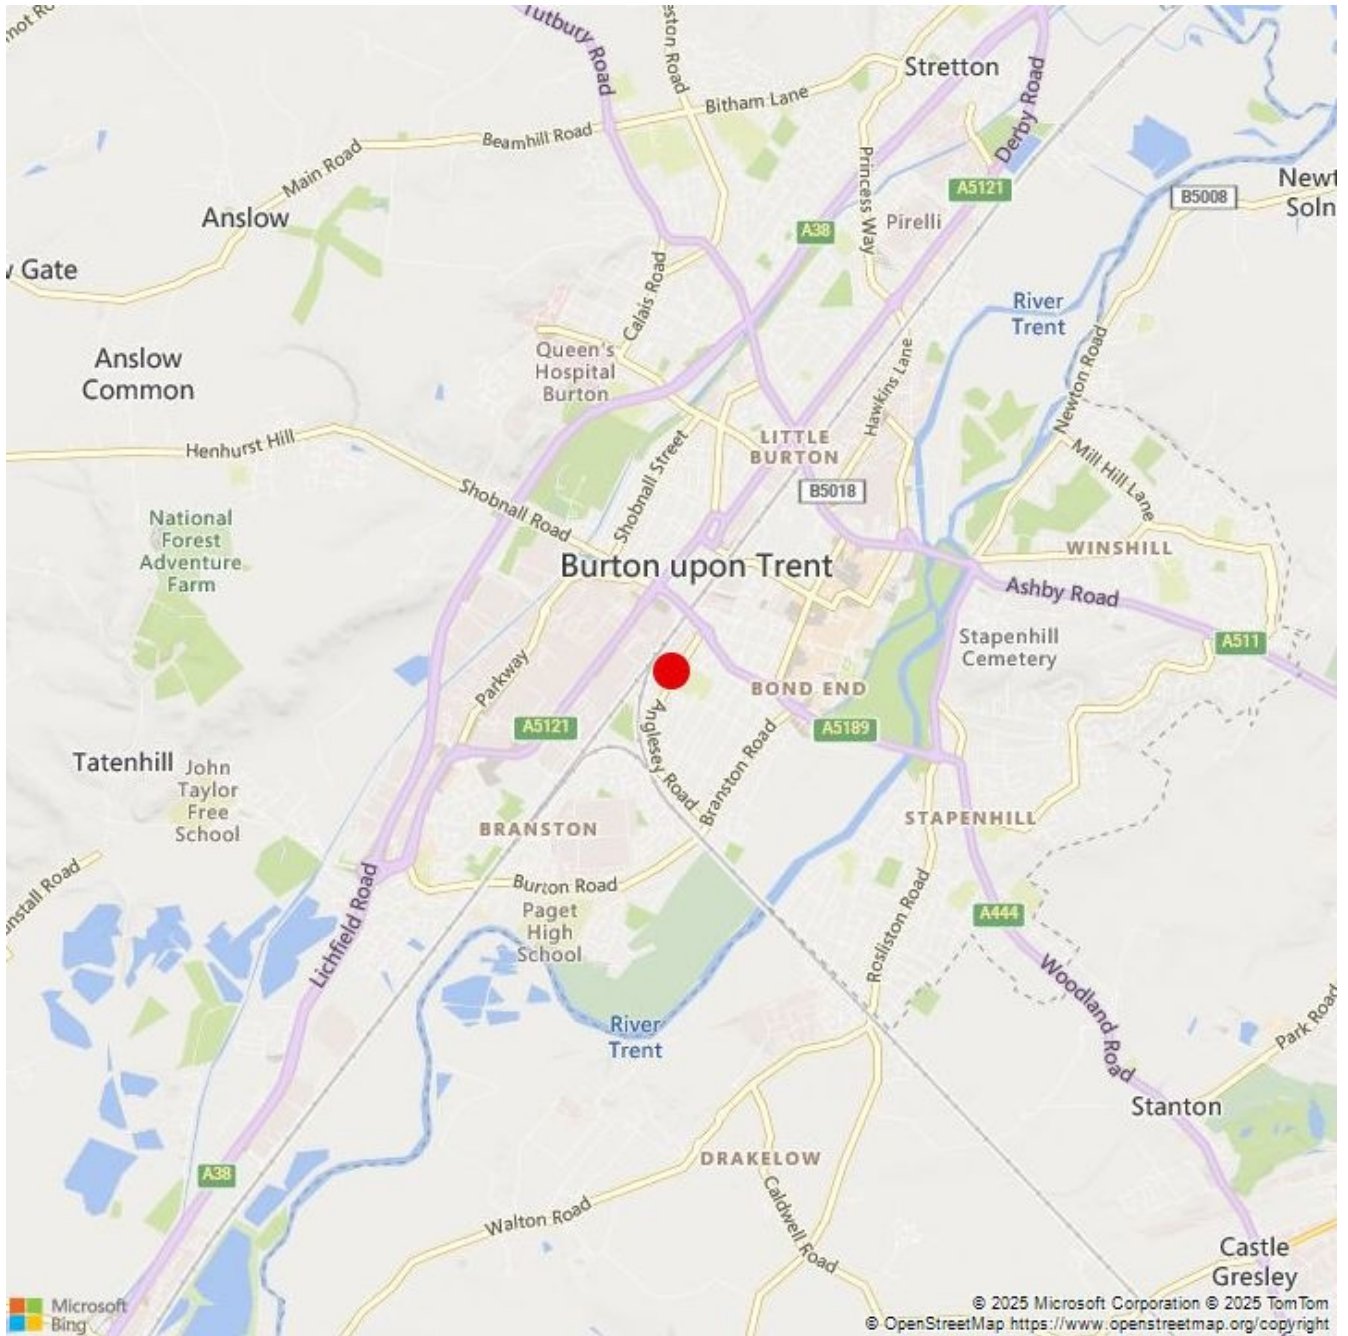 Tutbury Road
Stretton
Bitham Lane
Beamhill Road
Derby Road
Main Road
Princess Way
A5121
B5008
Anslow
Pirelli
A38
Gate
Calais Road
River
Trent
Anslow
Common
Queen's
Hospital
Burton
Hawkins Lane
Newton Road
LITTLE
BURTON
Henhurst Hill
Mill Hill Lane
Shobnall Street
B5018
Shobnall Road
National
Forest
Adventure
Farm
WINSHILL
Burton upon Trent
Ashby Road
Stapenhill
Cemetery
A511
Parkway
BOND END
A5121
Anglesey Road
A5189
Branston Road
Tatenhill
John
Taylor
Free
School
BRANSTON
STAPENHILL
Burton Road
Lichfield Road
Paget
High
School
A444
Rosliston Road
Woodland Road
River
Trent
Park Road
Stanton
DRAKELOW
A38
Caldwell Road
Walton Road
Castle
Gresley
Microsoft
Bing
© 2025 Microsoft Corporation © 2025 TomTom
© OpenStreetMap https://www.openstreetmap.org/copyright